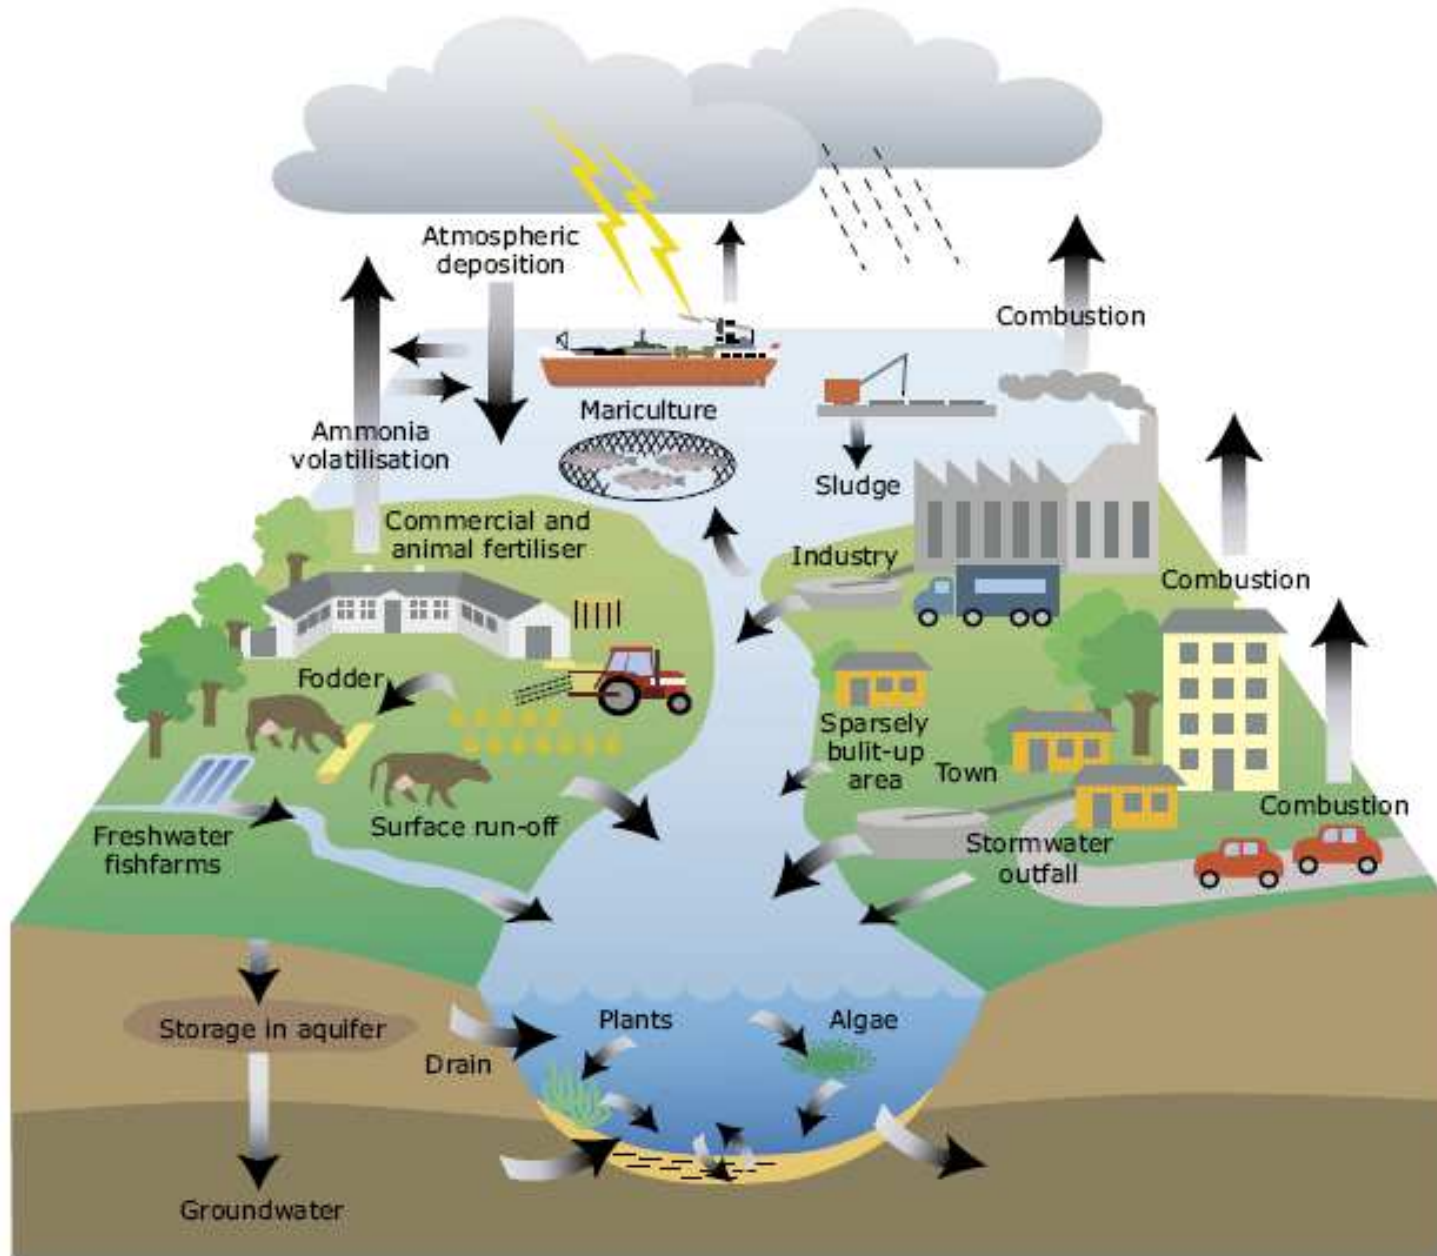 Atmospheric
deposition
Combustion
Mariculture
Ammonia
volatilisation
Sludge
Commercial and
animal fertiliser
Industry
Combustion
Fodder
Sparsely
bulit-up
area
Town
Combustion
Surface run-off
Freshwater
fishfarms
Stormwater
outfall
Storage in aquifer
Plants
Algae
Drain
Groundwater